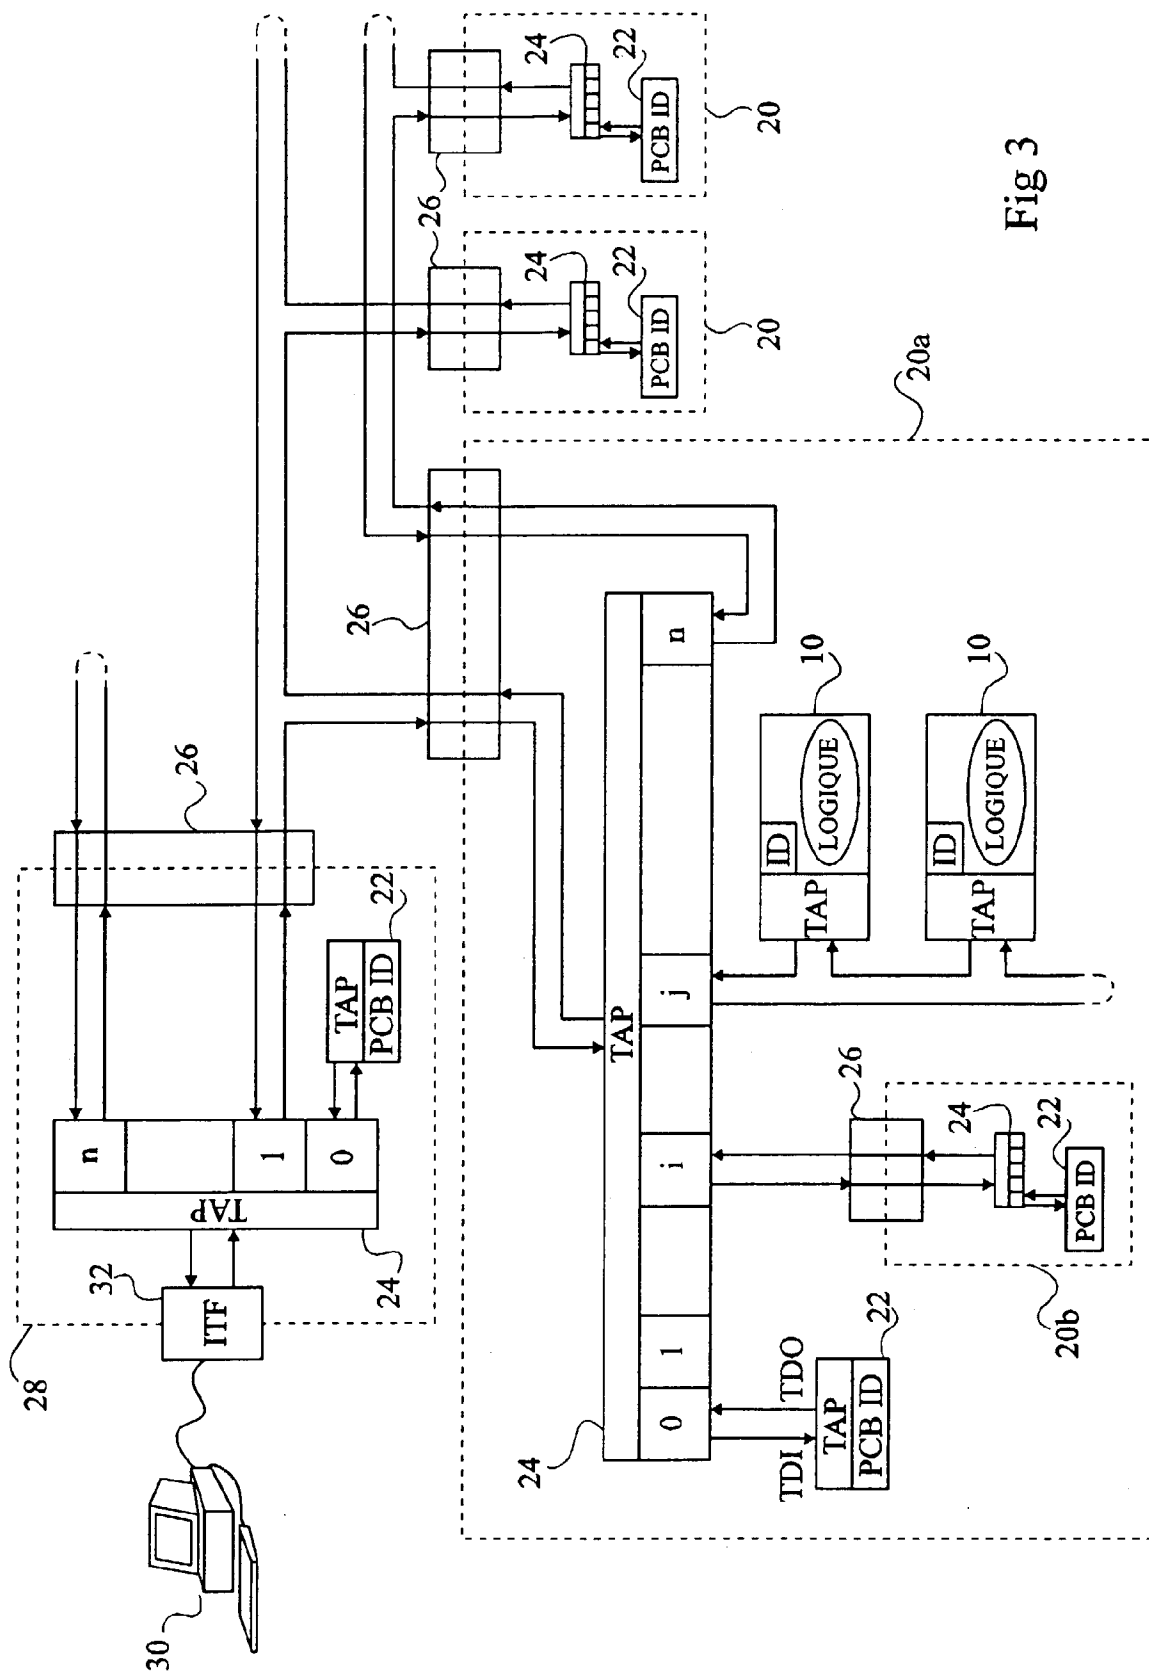 30
28
32
ITF
24
TAP
n
1
0
TAP
PCB ID
22
26
24
TAP
0
1
i
j
n
TDI
TDO
TAP
PCB ID
22
20b
26
24
22
PCB ID
TAP
ID
LOGIQUE
10
TAP
ID
LOGIQUE
10
26
20a
26
24
22
PCB ID
20
26
24
22
PCB ID
20
Fig 3